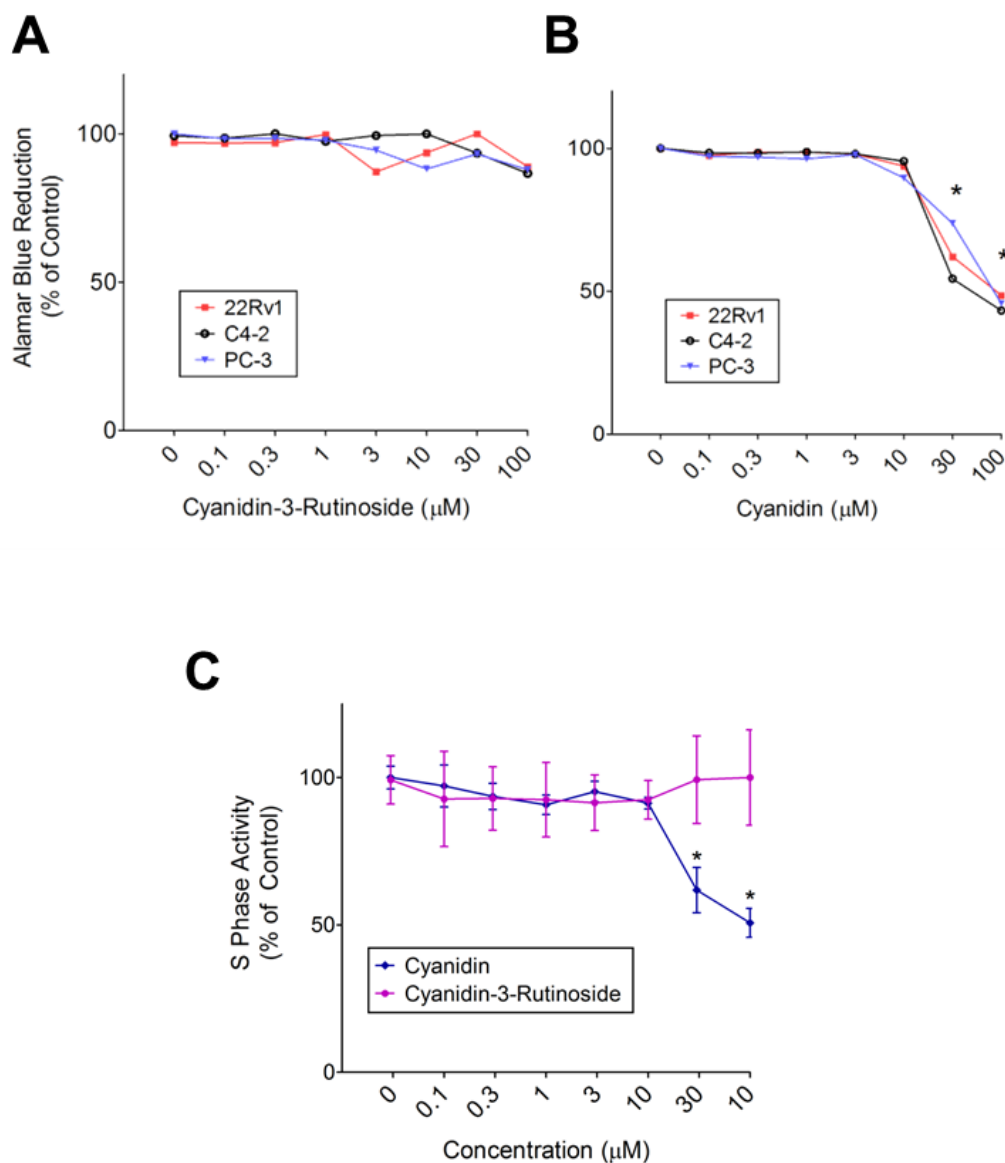 A
Alamar Blue Reduction
(% of Control)
100
50
0
22Rv1
C4-2
PC-3
0 0.1 0.3 1 3 10 30 100
Cyanidin-3-Rutinoside (μM)
B
100
50
0
*
*
22Rv1
C4-2
PC-3
0 0.1 0.3 1 3 10 30 100
Cyanidin (μM)
C
S Phase Activity
(% of Control)
100
50
0
*
*
Cyanidin
Cyanidin-3-Rutinoside
0 0.1 0.3 1 3 10 30 10
Concentration (μM)